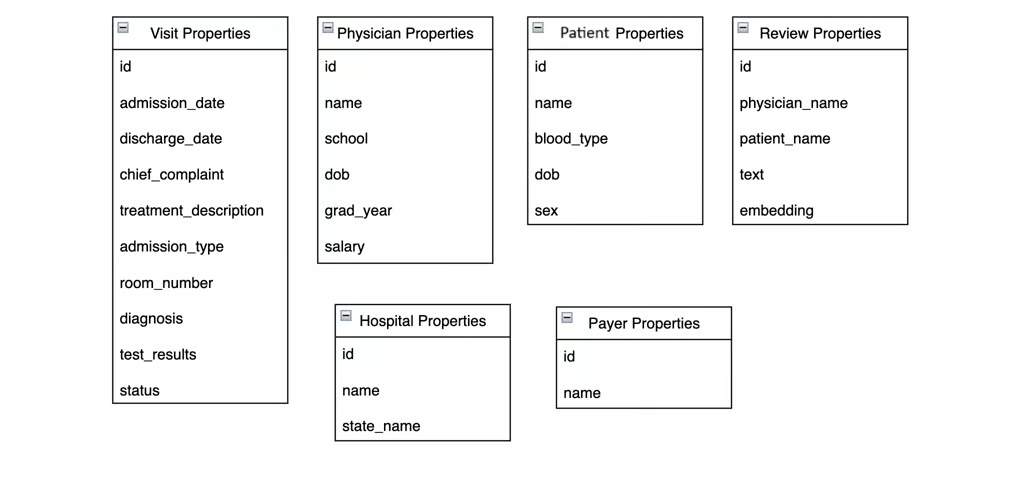 Visit Properties
id
admission_date
discharge_date
chief_complaint
treatment_description
admission_type
room_number
diagnosis
test_results
status
Physician Properties
id
name
school
dob
grad_year
salary
Patient Properties
id
name
blood_type
dob
sex
Review Properties
id
physician_name
patient_name
text
embedding
Hospital Properties
id
name
state_name
Payer Properties
id
name